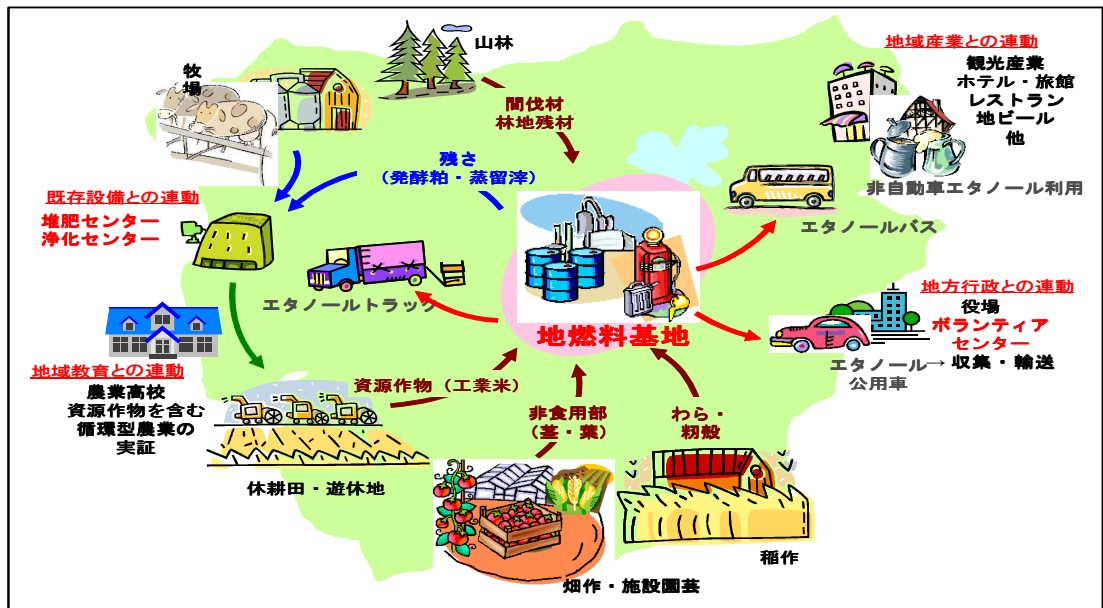 山林
牧
場
間伐材
林地残材
地域産業との連動
観光産業
ホテル・旅館
レストラン
地ビール
他
非自動車エタノール利用
残さ
（発酵粕・蒸留滓）
既存設備との連動
堆肥センター
浄化センター
エタノールバス
エタノールトラック
地燃料基地
地方行政との連動
役場
ボランティア
センター
→ 収集・輸送
エタノール
公用車
地域教育との連動
農業高校
資源作物を含む
循環型農業の
実証
資源作物（工業米）
非食用部
（茎・葉）
わら・
籾殻
休耕田・遊休地
畑作・施設園芸
稲作